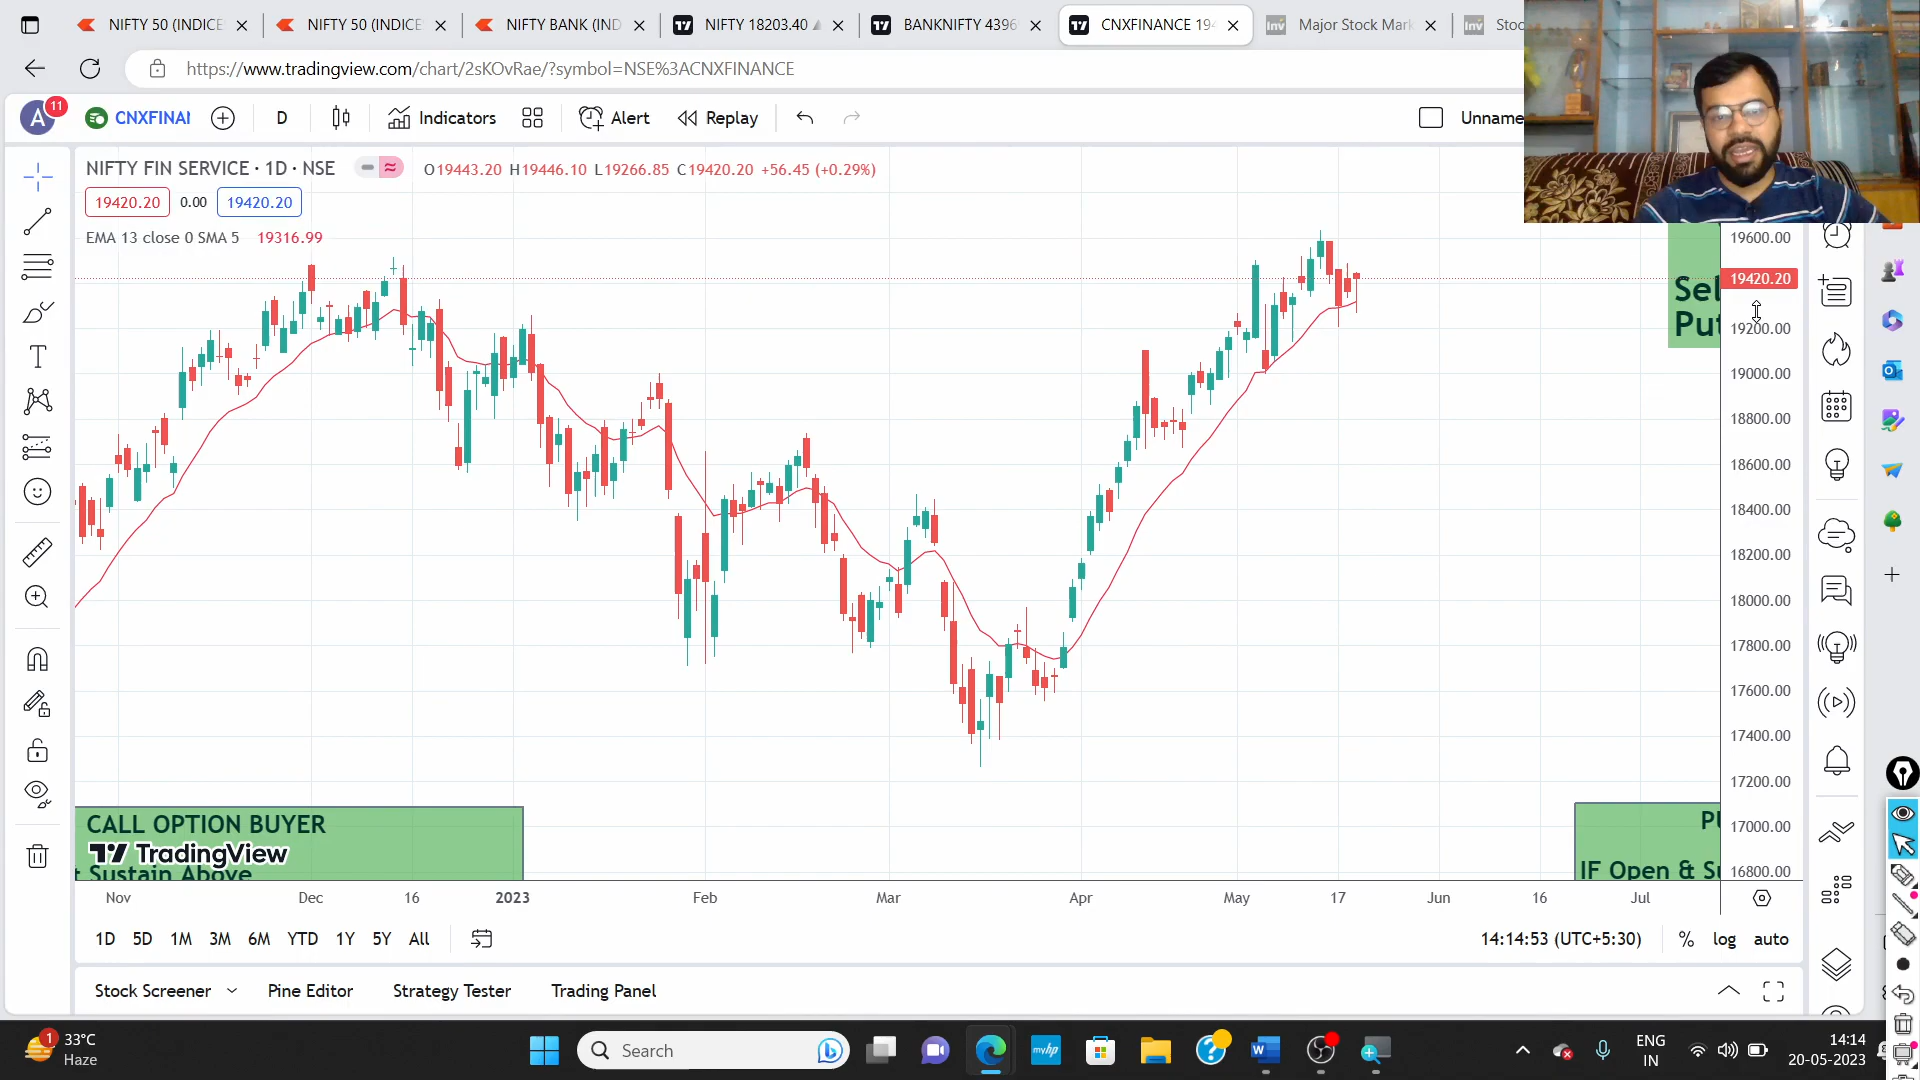 NIFTY 50 (INDICE
NIFTY 50 (INDICE
NIFTY BANK (IND
NIFTY 18203.40
BANKNIFTY 4396
CNXFINANCE 194
Major Stock Mark
Stoc
https://www.tradingview.com/chart/2sKOvRae/?symbol=NSE%3ACNXFINANCE
A
11
CNXFINAI
D
Indicators
Alert
Replay
Unname
NIFTY FIN SERVICE · 1D · NSE
O19443.20 H19446.10 L19266.85 C19420.20 +56.45 (+0.29%)
19420.20
0.00
19420.20
EMA 13 close 0 SMA 5 19316.99
19600.00
19420.20
19200.00
19000.00
18800.00
18600.00
18400.00
18200.00
18000.00
17800.00
17600.00
17400.00
17200.00
17000.00
16800.00
Sel
Put
CALL OPTION BUYER
TradingView
t Sustain Above
PU
IF Open & Su
Nov
Dec
16
2023
Feb
Mar
Apr
May
17
Jun
16
Jul
1D 5D 1M 3M 6M YTD 1Y 5Y All
14:14:53 (UTC+5:30)
% log auto
Stock Screener
Pine Editor
Strategy Tester
Trading Panel
1
33°C
Haze
Search
myhp
ENG
IN
14:14
20-05-2023